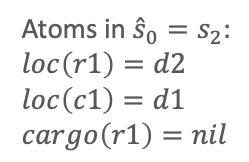 Atoms in ŝ₀ = s₂:
loc(r1) = d2
loc(c1) = d1
cargo(r1) = nil